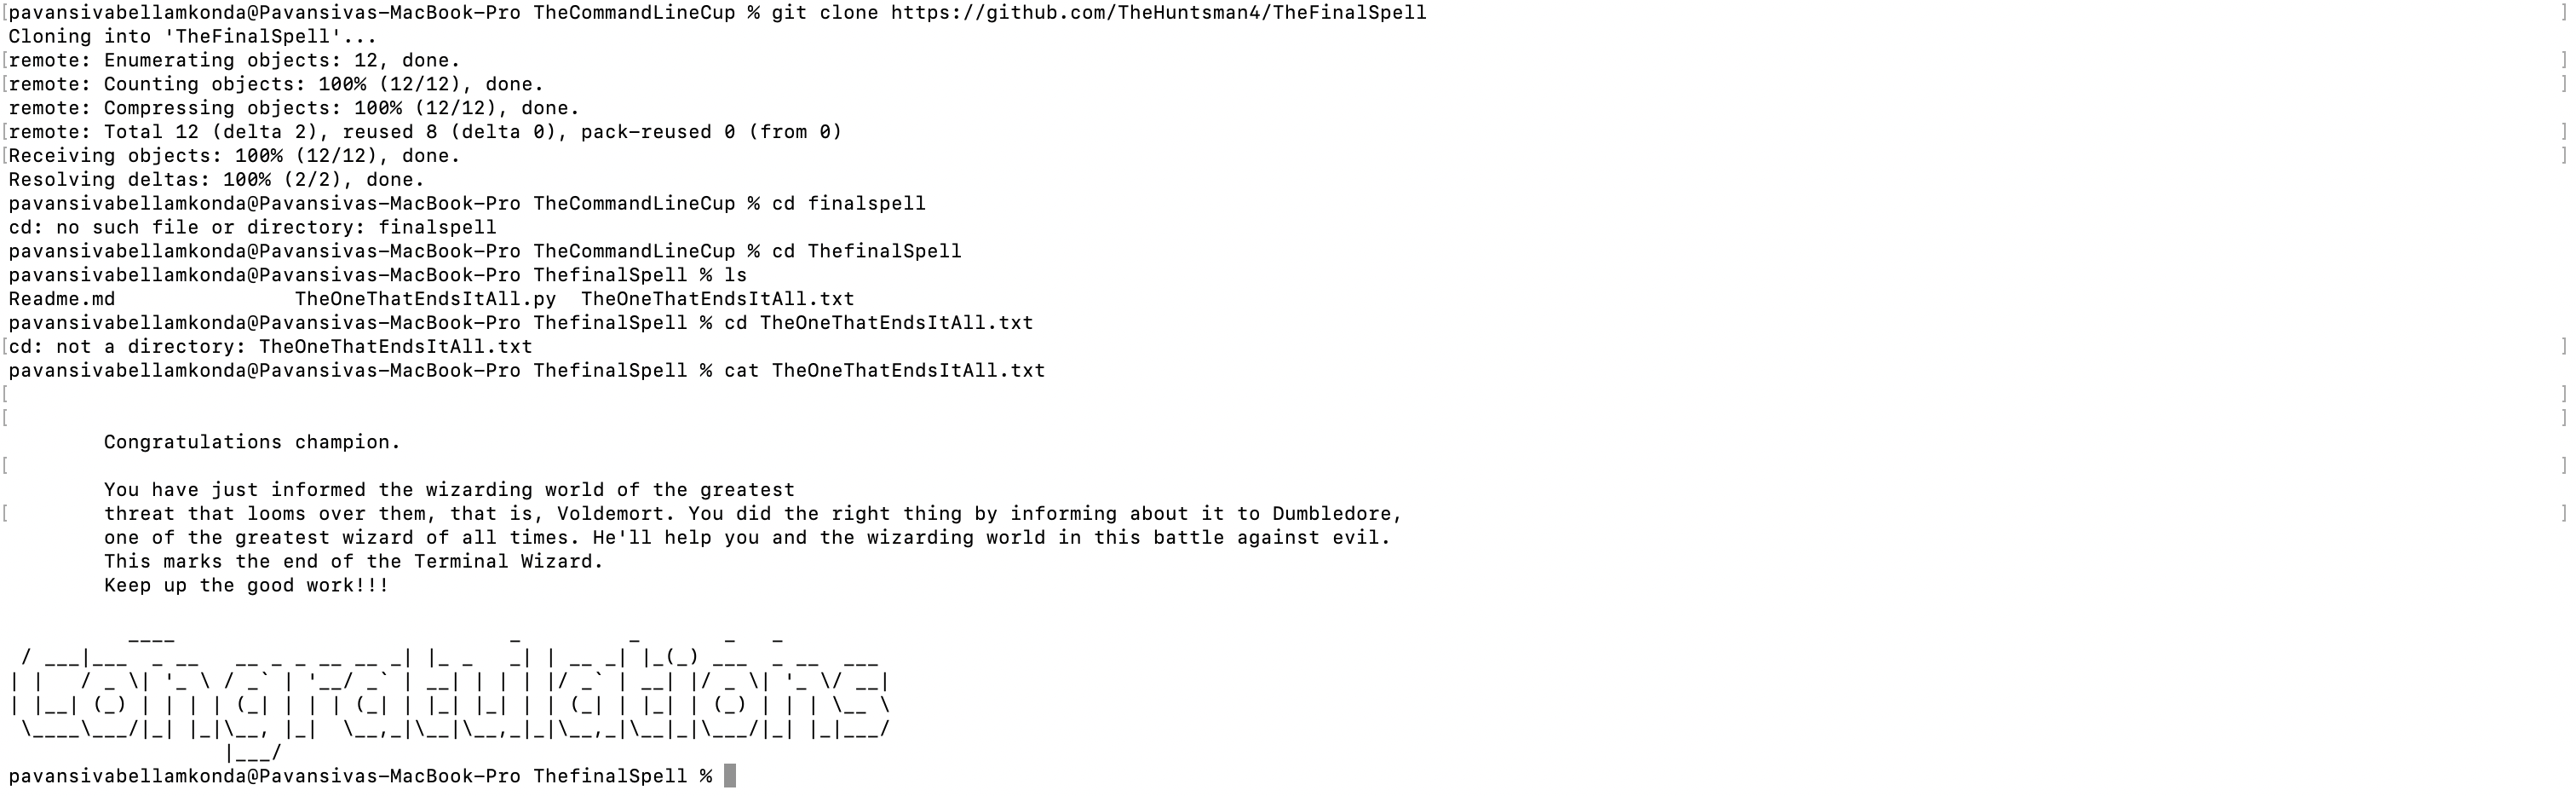 [pavansivabellamkonda@Pavansivas-MacBook-Pro TheCommandLineCup % git clone https://github.com/TheHuntsman4/TheFinalSpell ]
Cloning into 'TheFinalSpell'...
[remote: Enumerating objects: 12, done. ]
[remote: Counting objects: 100% (12/12), done. ]
remote: Compressing objects: 100% (12/12), done.
[remote: Total 12 (delta 2), reused 8 (delta 0), pack-reused 0 (from 0) ]
[Receiving objects: 100% (12/12), done. ]
Resolving deltas: 100% (2/2), done.
pavansivabellamkonda@Pavansivas-MacBook-Pro TheCommandLineCup % cd finalspell
cd: no such file or directory: finalspell
pavansivabellamkonda@Pavansivas-MacBook-Pro TheCommandLineCup % cd ThefinalSpell
pavansivabellamkonda@Pavansivas-MacBook-Pro ThefinalSpell % ls
Readme.md TheOneThatEndsItAll.py TheOneThatEndsItAll.txt
pavansivabellamkonda@Pavansivas-MacBook-Pro ThefinalSpell % cd TheOneThatEndsItAll.txt
[cd: not a directory: TheOneThatEndsItAll.txt ]
pavansivabellamkonda@Pavansivas-MacBook-Pro ThefinalSpell % cat TheOneThatEndsItAll.txt
[ ]
[ ]
Congratulations champion.
[ ]
You have just informed the wizarding world of the greatest
[ threat that looms over them, that is, Voldemort. You did the right thing by informing about it to Dumbledore, ]
one of the greatest wizard of all times. He'll help you and the wizarding world in this battle against evil.
This marks the end of the Terminal Wizard.
Keep up the good work!!!
Congratulations
pavansivabellamkonda@Pavansivas-MacBook-Pro ThefinalSpell %